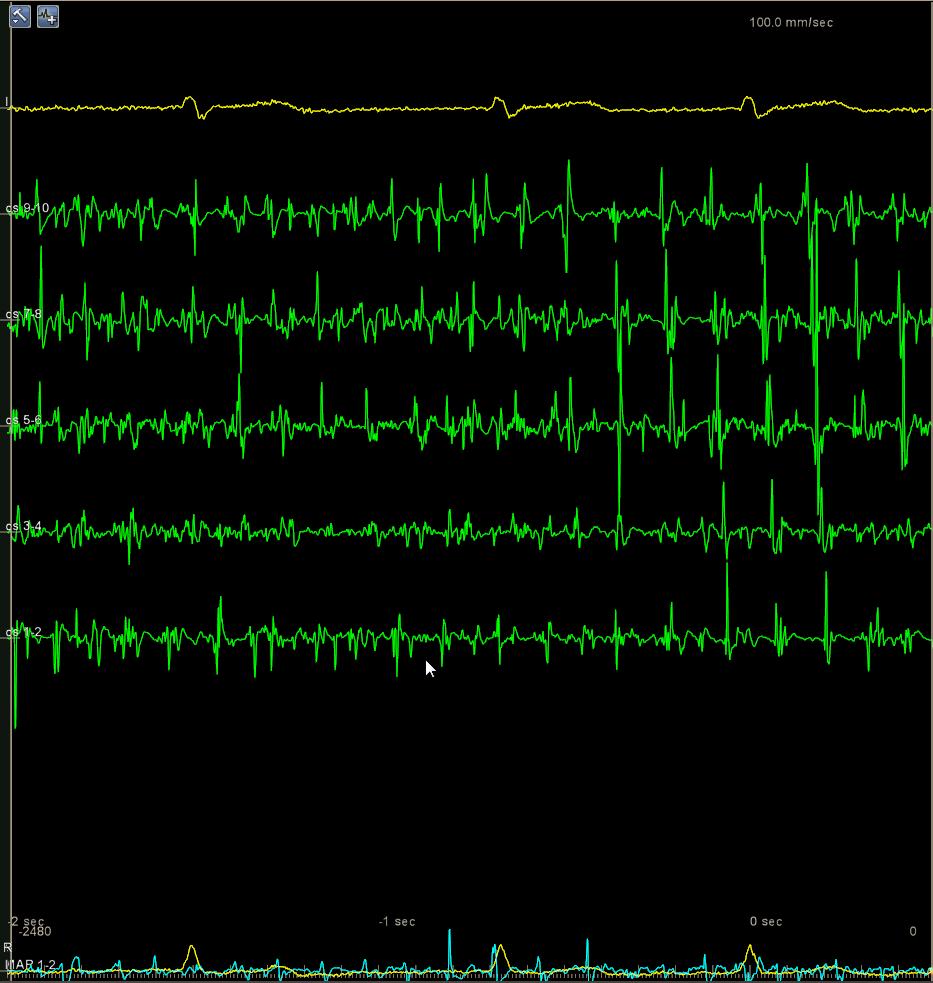 100.0 mm/sec
I
cs 9-10
cs 7-8
cs 5-6
cs 3-4
cs 1-2
-2 sec
-1 sec
0 sec
-2480
0
R
MAR 1-2